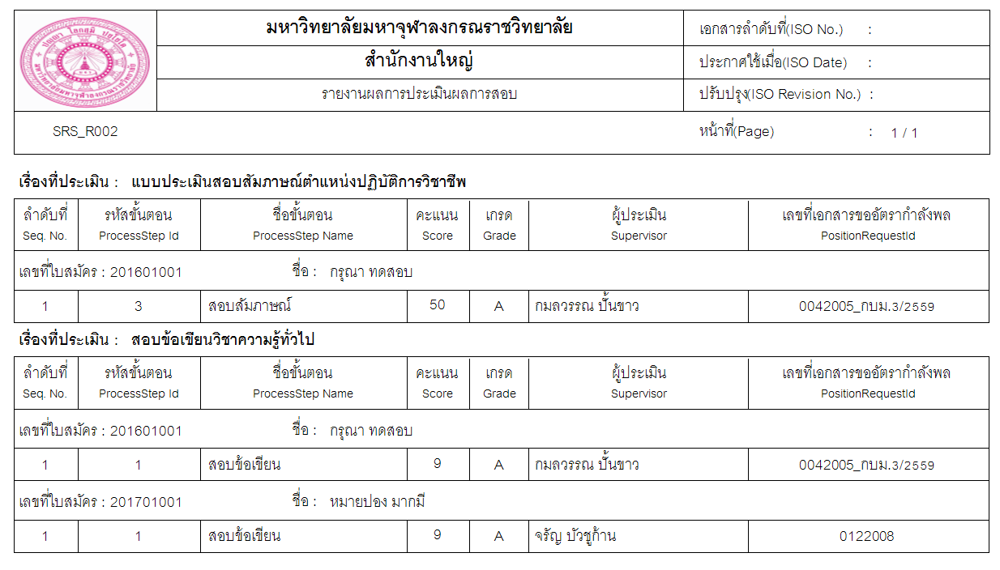 มหาวิทยาลัยมหาจุฬาลงกรณราชวิทยาลัย
เอกสารลำดับที่(ISO No.) :
สำนักงานใหญ่
ประกาศใช้เมื่อ(ISO Date) :
รายงานผลการประเมินผลการสอบ
ปรับปรุง(ISO Revision No.) :
SRS_R002
หน้าที่(Page) : 1 / 1
เรื่องที่ประเมิน : แบบประเมินสอบสัมภาษณ์ตำแหน่งปฏิบัติการวิชาชีพ
ลำดับที่ รหัสขั้นตอน ชื่อขั้นตอน คะแนน เกรด ผู้ประเมิน เลขที่เอกสารขออัตรากำลังพล
Seq. No. ProcessStep Id ProcessStep Name Score Grade Supervisor PositionRequestId
เลขที่ใบสมัคร : 201601001 ชื่อ : กรุณา ทดสอบ
1 3 สอบสัมภาษณ์ 50 A กมลวรรณ ปั้นขาว 0042005_กบม.3/2559
เรื่องที่ประเมิน : สอบข้อเขียนวิชาความรู้ทั่วไป
ลำดับที่ รหัสขั้นตอน ชื่อขั้นตอน คะแนน เกรด ผู้ประเมิน เลขที่เอกสารขออัตรากำลังพล
Seq. No. ProcessStep Id ProcessStep Name Score Grade Supervisor PositionRequestId
เลขที่ใบสมัคร : 201601001 ชื่อ : กรุณา ทดสอบ
1 1 สอบข้อเขียน 9 A กมลวรรณ ปั้นขาว 0042005_กบม.3/2559
เลขที่ใบสมัคร : 201701001 ชื่อ : หมายปอง มากมี
1 1 สอบข้อเขียน 9 A จรัญ บัวชูก้าน 0122008